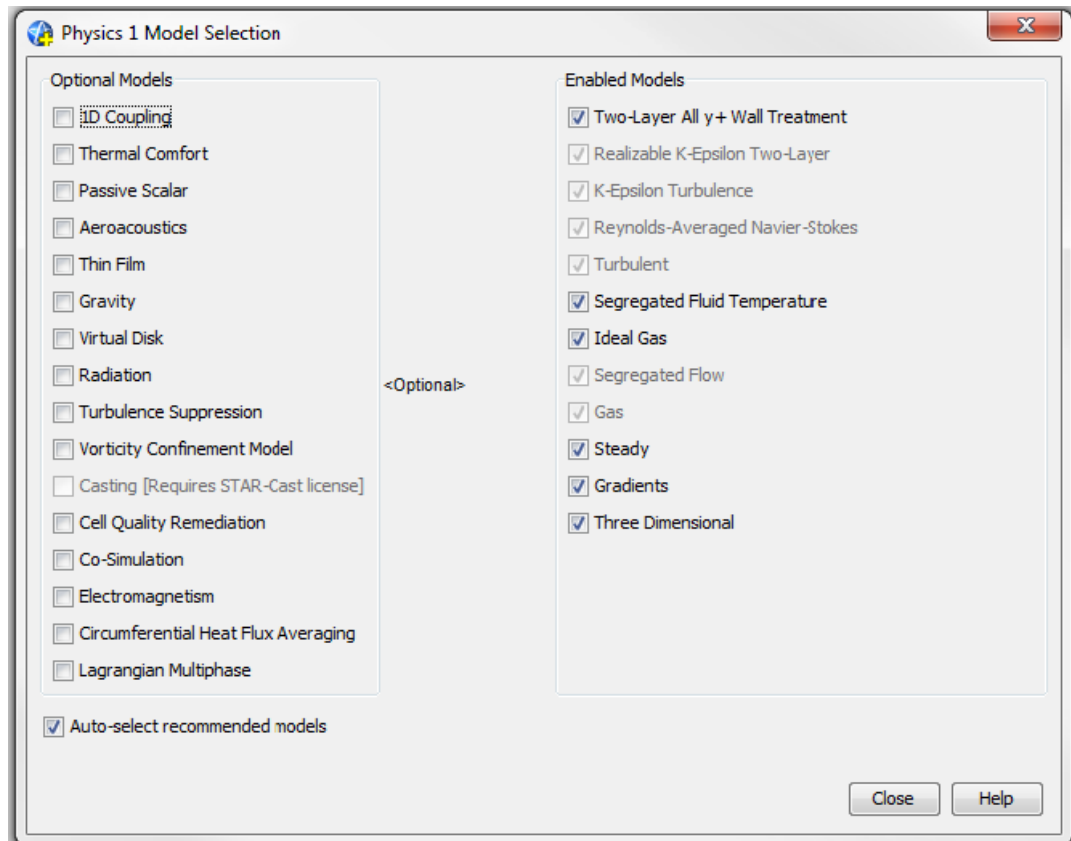 Physics 1 Model Selection
Optional Models
1D Coupling
Thermal Comfort
Passive Scalar
Aeroacoustics
Thin Film
Gravity
Virtual Disk
Radiation
Turbulence Suppression
Vorticity Confinement Model
Casting [Requires STAR-Cast license]
Cell Quality Remediation
Co-Simulation
Electromagnetism
Circumferential Heat Flux Averaging
Lagrangian Multiphase
<Optional>
Enabled Models
Two-Layer All y+ Wall Treatment
Realizable K-Epsilon Two-Layer
K-Epsilon Turbulence
Reynolds-Averaged Navier-Stokes
Turbulent
Segregated Fluid Temperature
Ideal Gas
Segregated Flow
Gas
Steady
Gradients
Three Dimensional
Auto-select recommended models
Close
Help